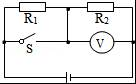 R₁ R₂
S V